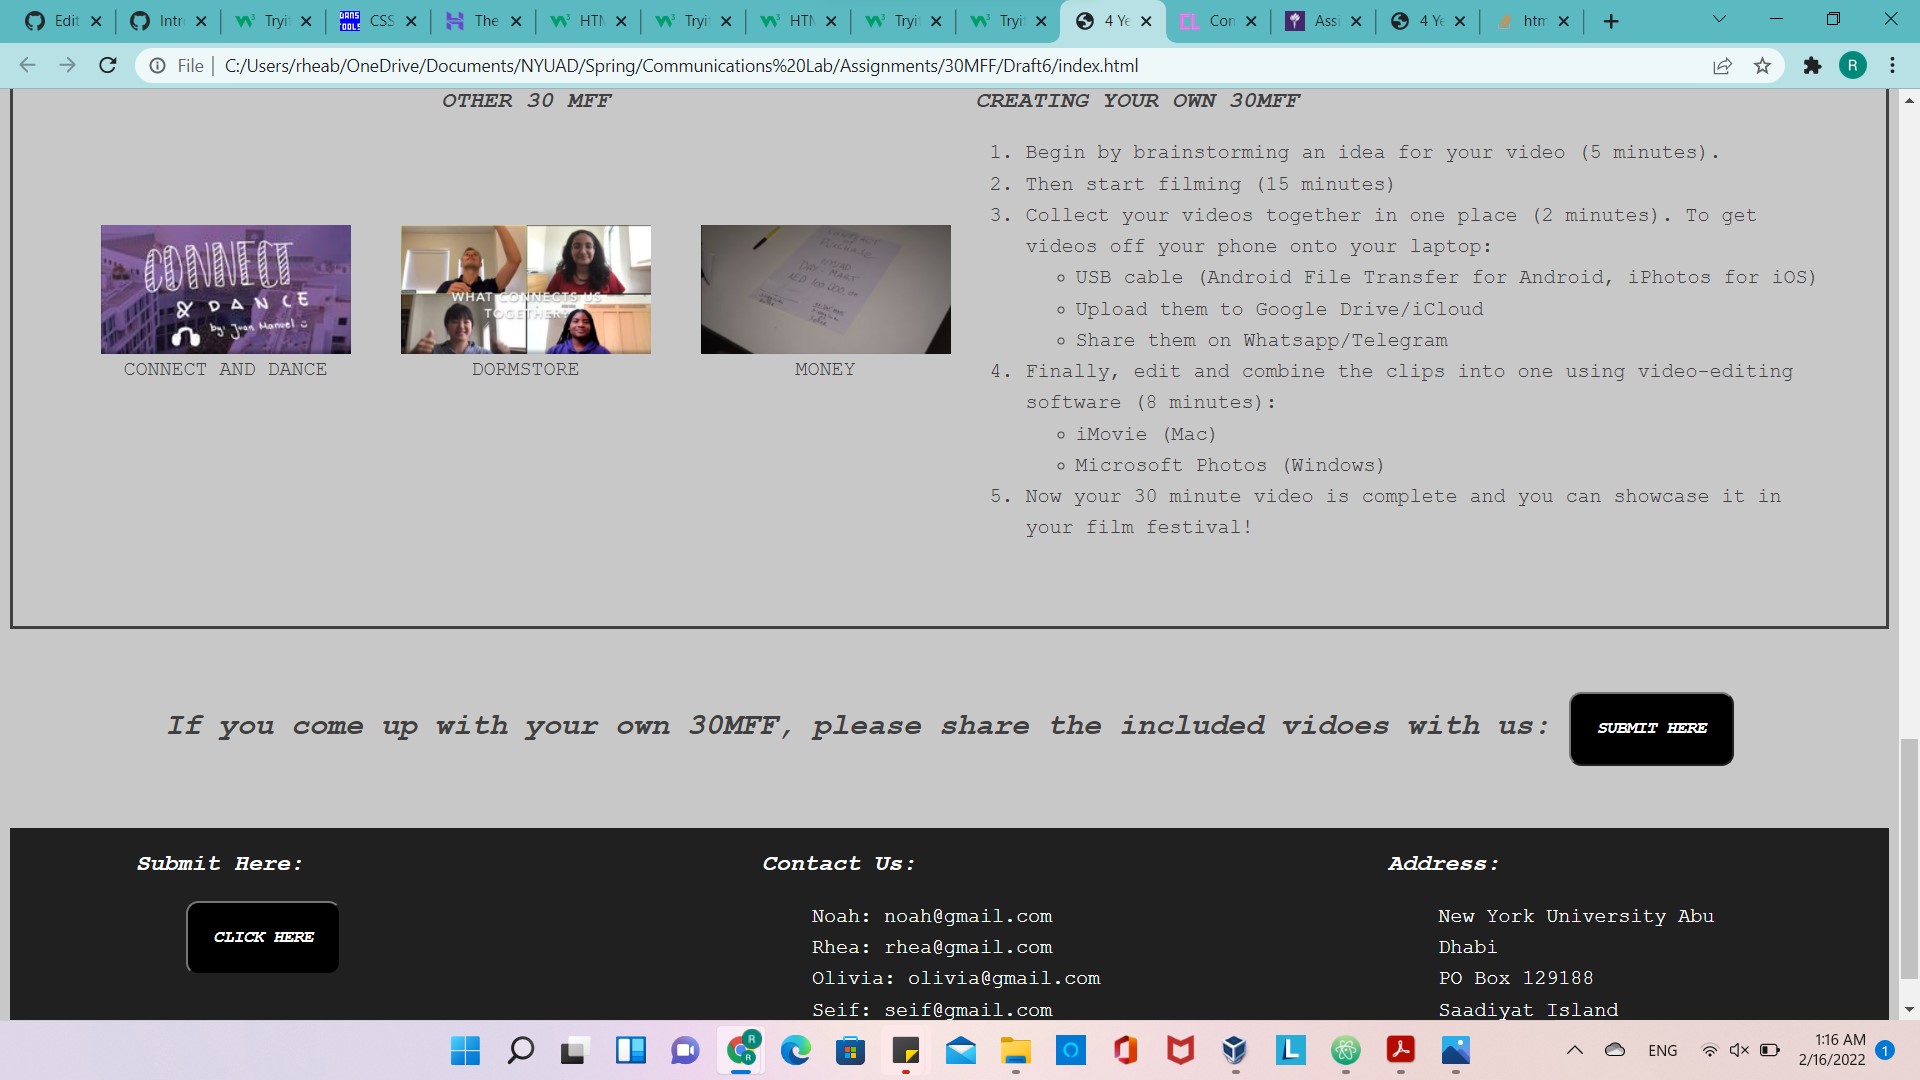 Edit
Intr
Tryi
CSS
The
HTM
Tryi
HTM
Tryi
Tryi
4 Ye
Con
Assi
4 Ye
htm
File | C:/Users/rheab/OneDrive/Documents/NYUAD/Spring/Communications%20Lab/Assignments/30MFF/Draft6/index.html
R
OTHER 30 MFF
CONNECT
& DANCE
by: Juan Manuel
CONNECT AND DANCE
WHAT CONNECTS US
TOGETHER?
DORMSTORE
MONEY
CREATING YOUR OWN 30MFF
1. Begin by brainstorming an idea for your video (5 minutes).
2. Then start filming (15 minutes)
3. Collect your videos together in one place (2 minutes). To get
videos off your phone onto your laptop:
USB cable (Android File Transfer for Android, iPhotos for iOS)
Upload them to Google Drive/iCloud
Share them on Whatsapp/Telegram
4. Finally, edit and combine the clips into one using video-editing
software (8 minutes):
iMovie (Mac)
Microsoft Photos (Windows)
5. Now your 30 minute video is complete and you can showcase it in
your film festival!
If you come up with your own 30MFF, please share the included vidoes with us:
SUBMIT HERE
Submit Here:
CLICK HERE
Contact Us:
Noah: noah@gmail.com
Rhea: rhea@gmail.com
Olivia: olivia@gmail.com
Seif: seif@gmail.com
Address:
New York University Abu
Dhabi
PO Box 129188
Saadiyat Island
ENG
1:16 AM
2/16/2022
1